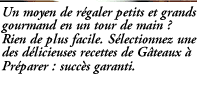 Un moyen de régaler petits et grands
gourmand en un tour de main ?
Rien de plus facile. Sélectionnez une
des délicieuses recettes de Gâteaux à
Préparer : succès garanti.